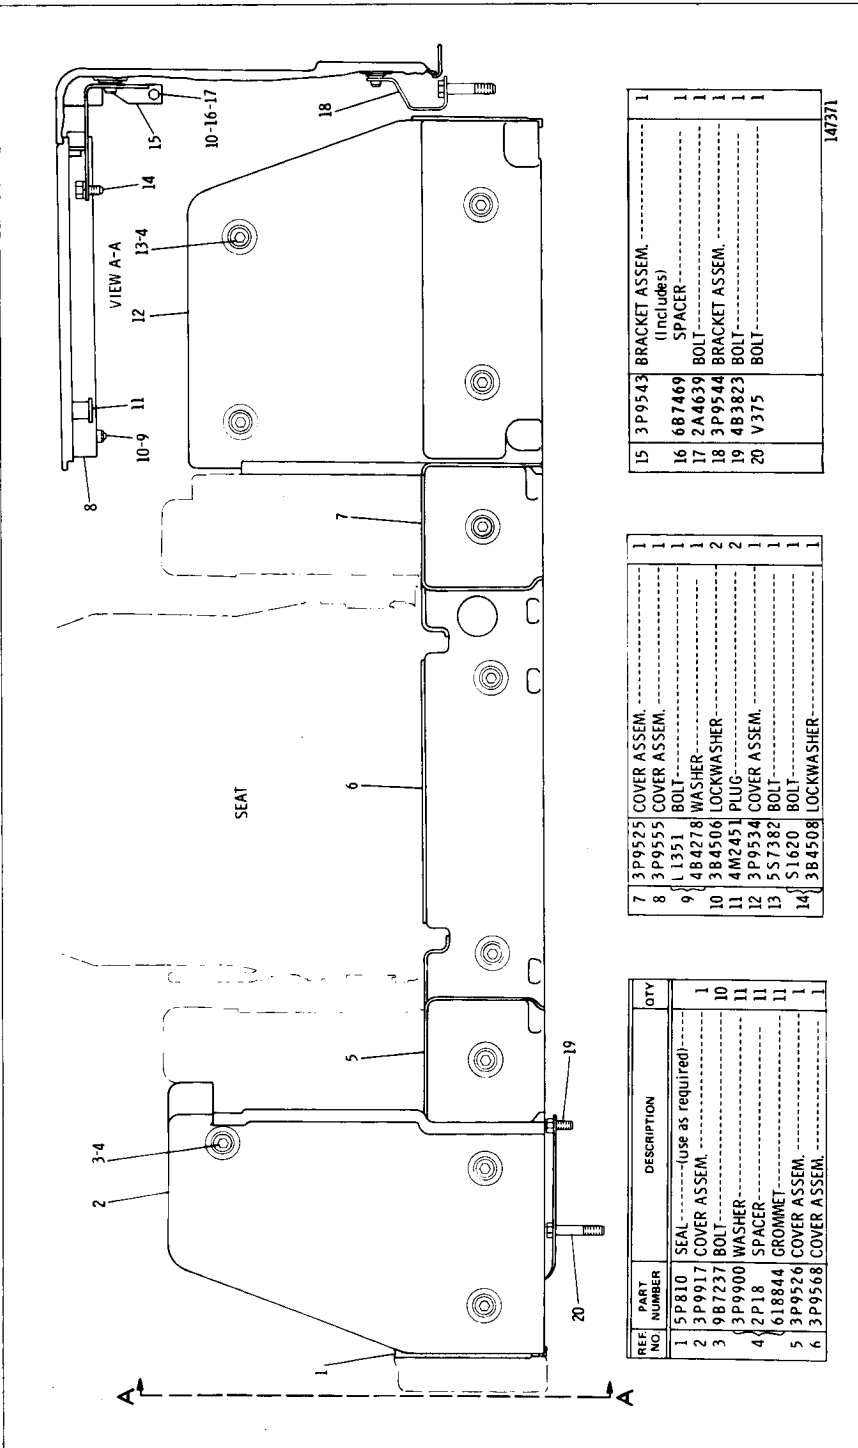 VIEW A-A
SEAT
A
A
1
2
3-4
5
6
7
8
10-9
11
12
13-4
14
15
10-16-17
18
19
20
REF. NO. PART NUMBER DESCRIPTION QTY
1 5P810 SEAL--------(use as required)------
2 3P9917 COVER ASSEM. ------------------ 1
3 9B7237 BOLT------------------ 10
3P9900 WASHER------------------ 11
4 { 2P18 SPACER------------------ 11
618844 GROMMET------------------ 11
5 3P9526 COVER ASSEM. ------------------ 1
6 3P9568 COVER ASSEM. ------------------ 1
7 3P9525 COVER ASSEM. ------------------ 1
8 3P9555 COVER ASSEM. ------------------ 1
9 { L1351 BOLT------------------ 1
4B4278 WASHER------------------ 1
10 3B4506 LOCKWASHER------------------ 2
11 4M2451 PLUG------------------ 2
12 3P9534 COVER ASSEM. ------------------ 1
13 5S7382 BOLT------------------ 1
14 { S1620 BOLT------------------ 1
3B4508 LOCKWASHER------------------ 1
15 3P9543 BRACKET ASSEM. ------------------ 1
(Includes)
16 6B7469 SPACER------------------ 1
17 2A4639 BOLT------------------ 1
18 3P9544 BRACKET ASSEM. ------------------ 1
19 4B3823 BOLT------------------ 1
20 V375 BOLT------------------ 1
147371